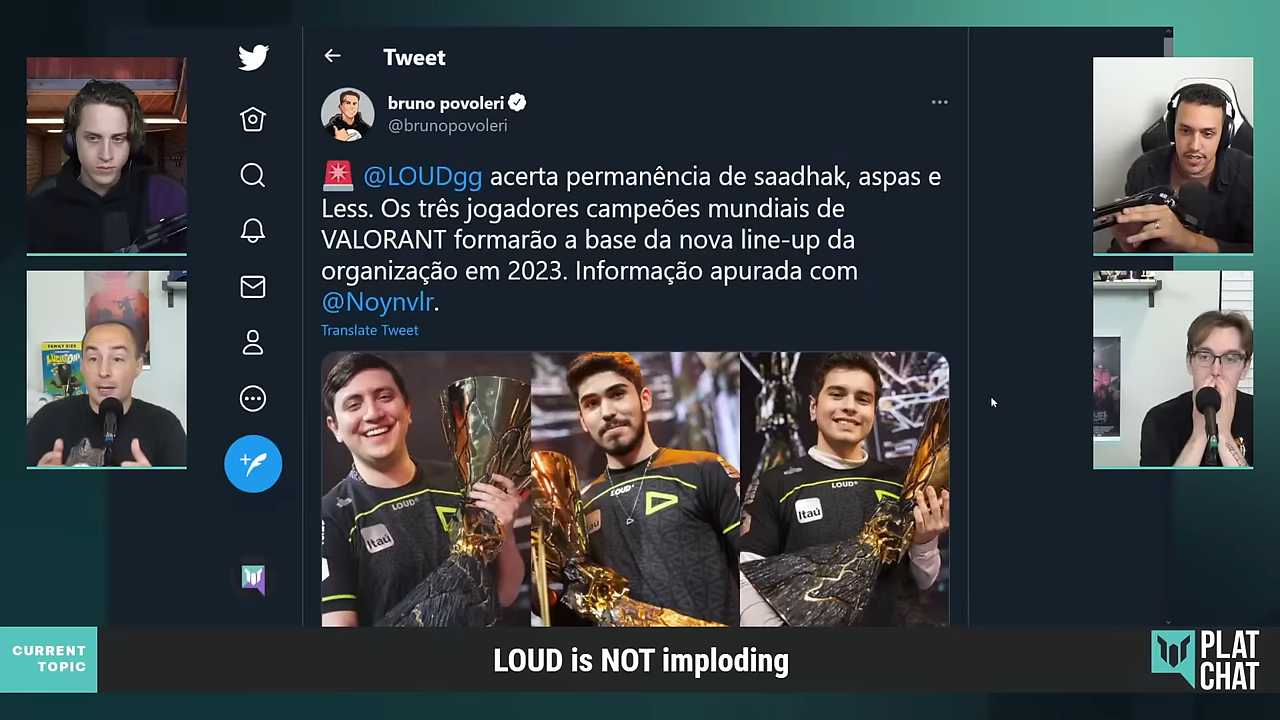 Tweet
bruno povoleri
@brunopovoleri
@LOUDgg acerta permanência de saadhak, aspas e
Less. Os três jogadores campeões mundiais de
VALORANT formarão a base da nova line-up da
organização em 2023. Informação apurada com
@Noynvlr.
Translate Tweet
FAMILY SIZE
LOUD
Itaú
LOUD
LOUD
Itaú
CURRENT
TOPIC
LOUD is NOT imploding
PLAT
CHAT